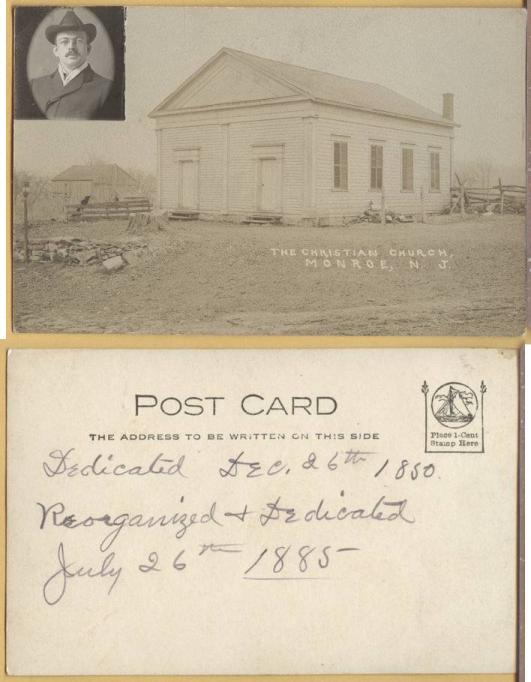 THE CHRISTIAN CHURCH,
MONROE, N. J.
POST CARD
THE ADDRESS TO BE WRITTEN ON THIS SIDE
Place 1-Cent
Stamp Here
Dedicated Dec. 26th 1850.
Reorganized & Dedicated
July 26th 1885